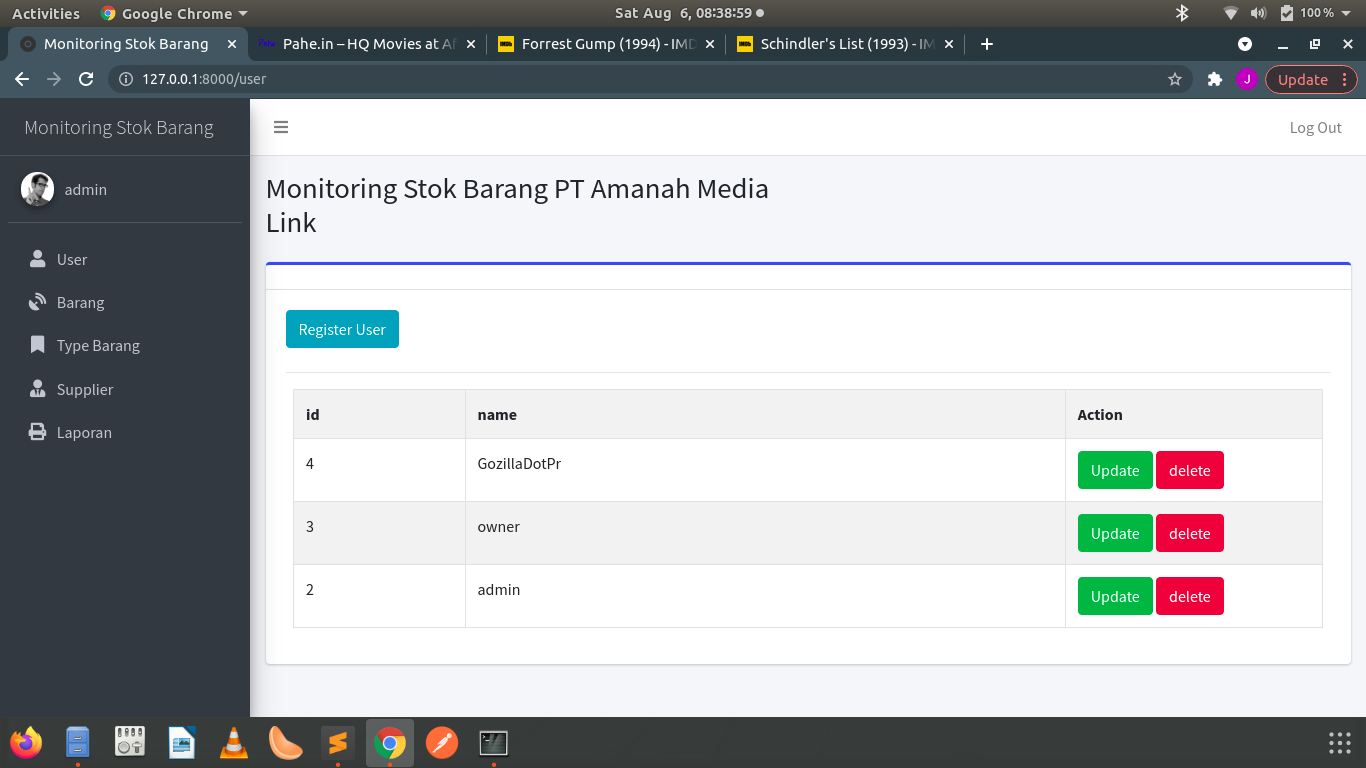 Activities
Google Chrome
Sat Aug 6, 08:38:59
100 %
Monitoring Stok Barang
Pahe.in – HQ Movies at Af
Forrest Gump (1994) - IMD
Schindler's List (1993) - IM
127.0.0.1:8000/user
J
Update
Monitoring Stok Barang
Log Out
admin
Monitoring Stok Barang PT Amanah Media
Link
User
Barang
Type Barang
Supplier
Laporan
Register User
id name Action
4 GozillaDotPr Update delete
3 owner Update delete
2 admin Update delete